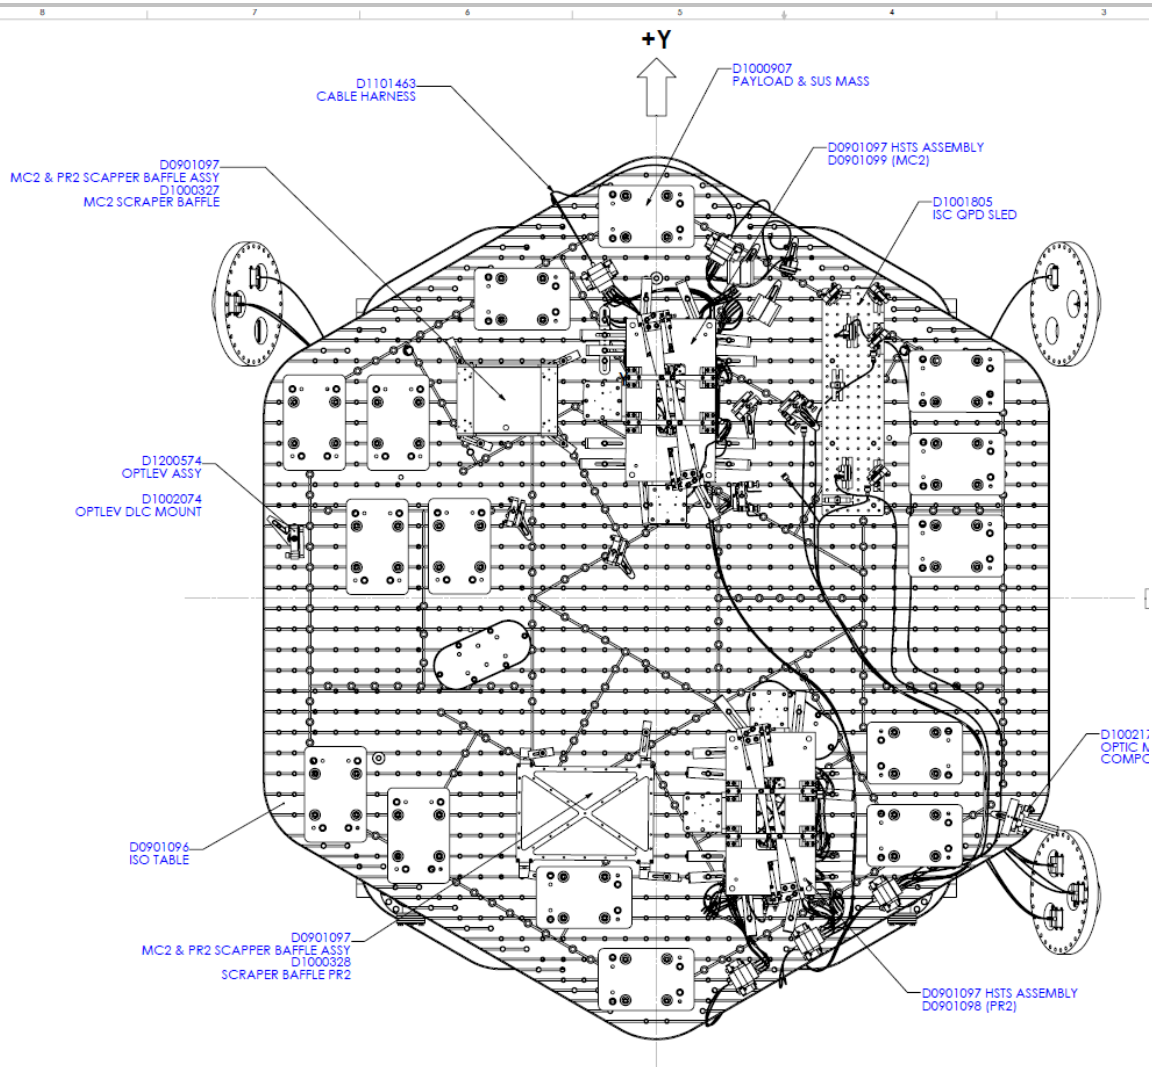 8 7 6 5 4 3
+Y
D1101463
CABLE HARNESS
D1000907
PAYLOAD & SUS MASS
D0901097 HSTS ASSEMBLY
D0901099 (MC2)
D0901097
MC2 & PR2 SCAPPER BAFFLE ASSY
D1000327
MC2 SCRAPER BAFFLE
D1001805
ISC QPD SLED
D1200574
OPTLEV ASSY
D1002074
OPTLEV DLC MOUNT
D100217
OPTIC M
COMPO
D0901096
ISO TABLE
D0901097
MC2 & PR2 SCAPPER BAFFLE ASSY
D1000328
SCRAPER BAFFLE PR2
D0901097 HSTS ASSEMBLY
D0901098 (PR2)